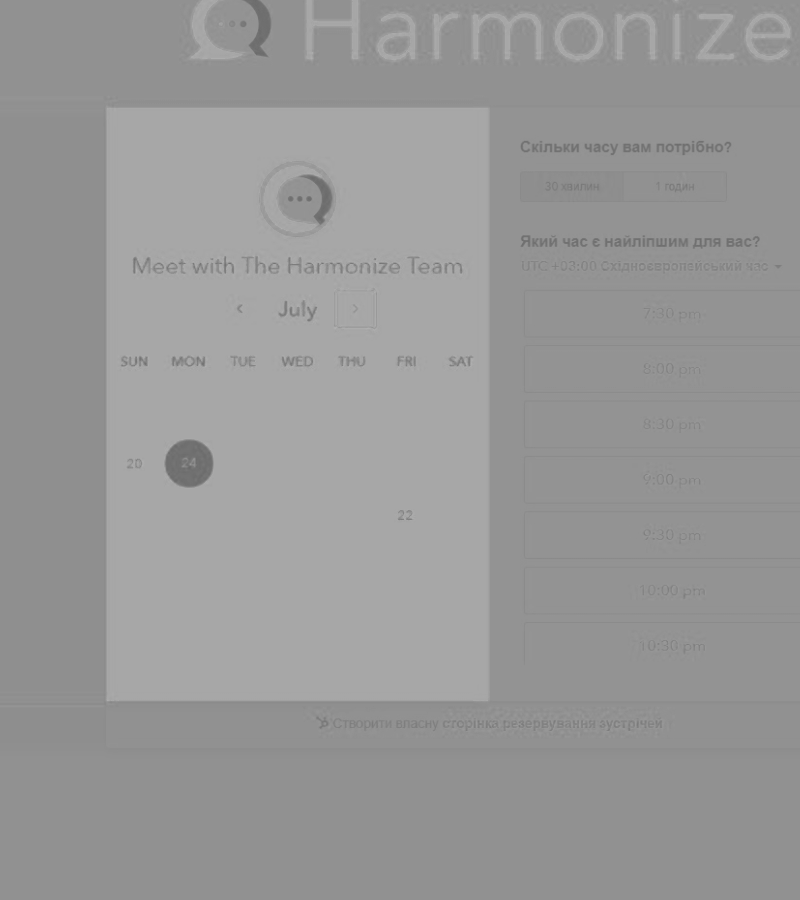 Harmonize
Meet with The Harmonize Team
July
SUN MON TUE WED THU FRI SAT
20 24
22
Скільки часу вам потрібно?
30 хвилин 1 годин
Який час є найліпшим для вас?
UTC +03:00 Східноєвропейський час
7:30 pm
8:00 pm
8:30 pm
9:00 pm
9:30 pm
10:00 pm
10:30 pm
Створити власну сторінка резервування зустрічей